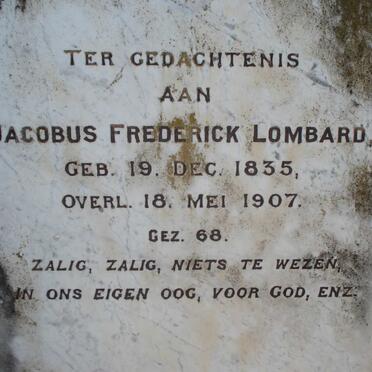 TER GEDACHTENIS
AAN
JACOBUS FREDERICK LOMBARD,
GEB. 19. DEC. 1835,
OVERL. 18. MEI 1907.
GEZ. 68.
ZALIG, ZALIG, NIETS TE WEZEN,
IN ONS EIGEN OOG, VOOR GOD, ENZ.